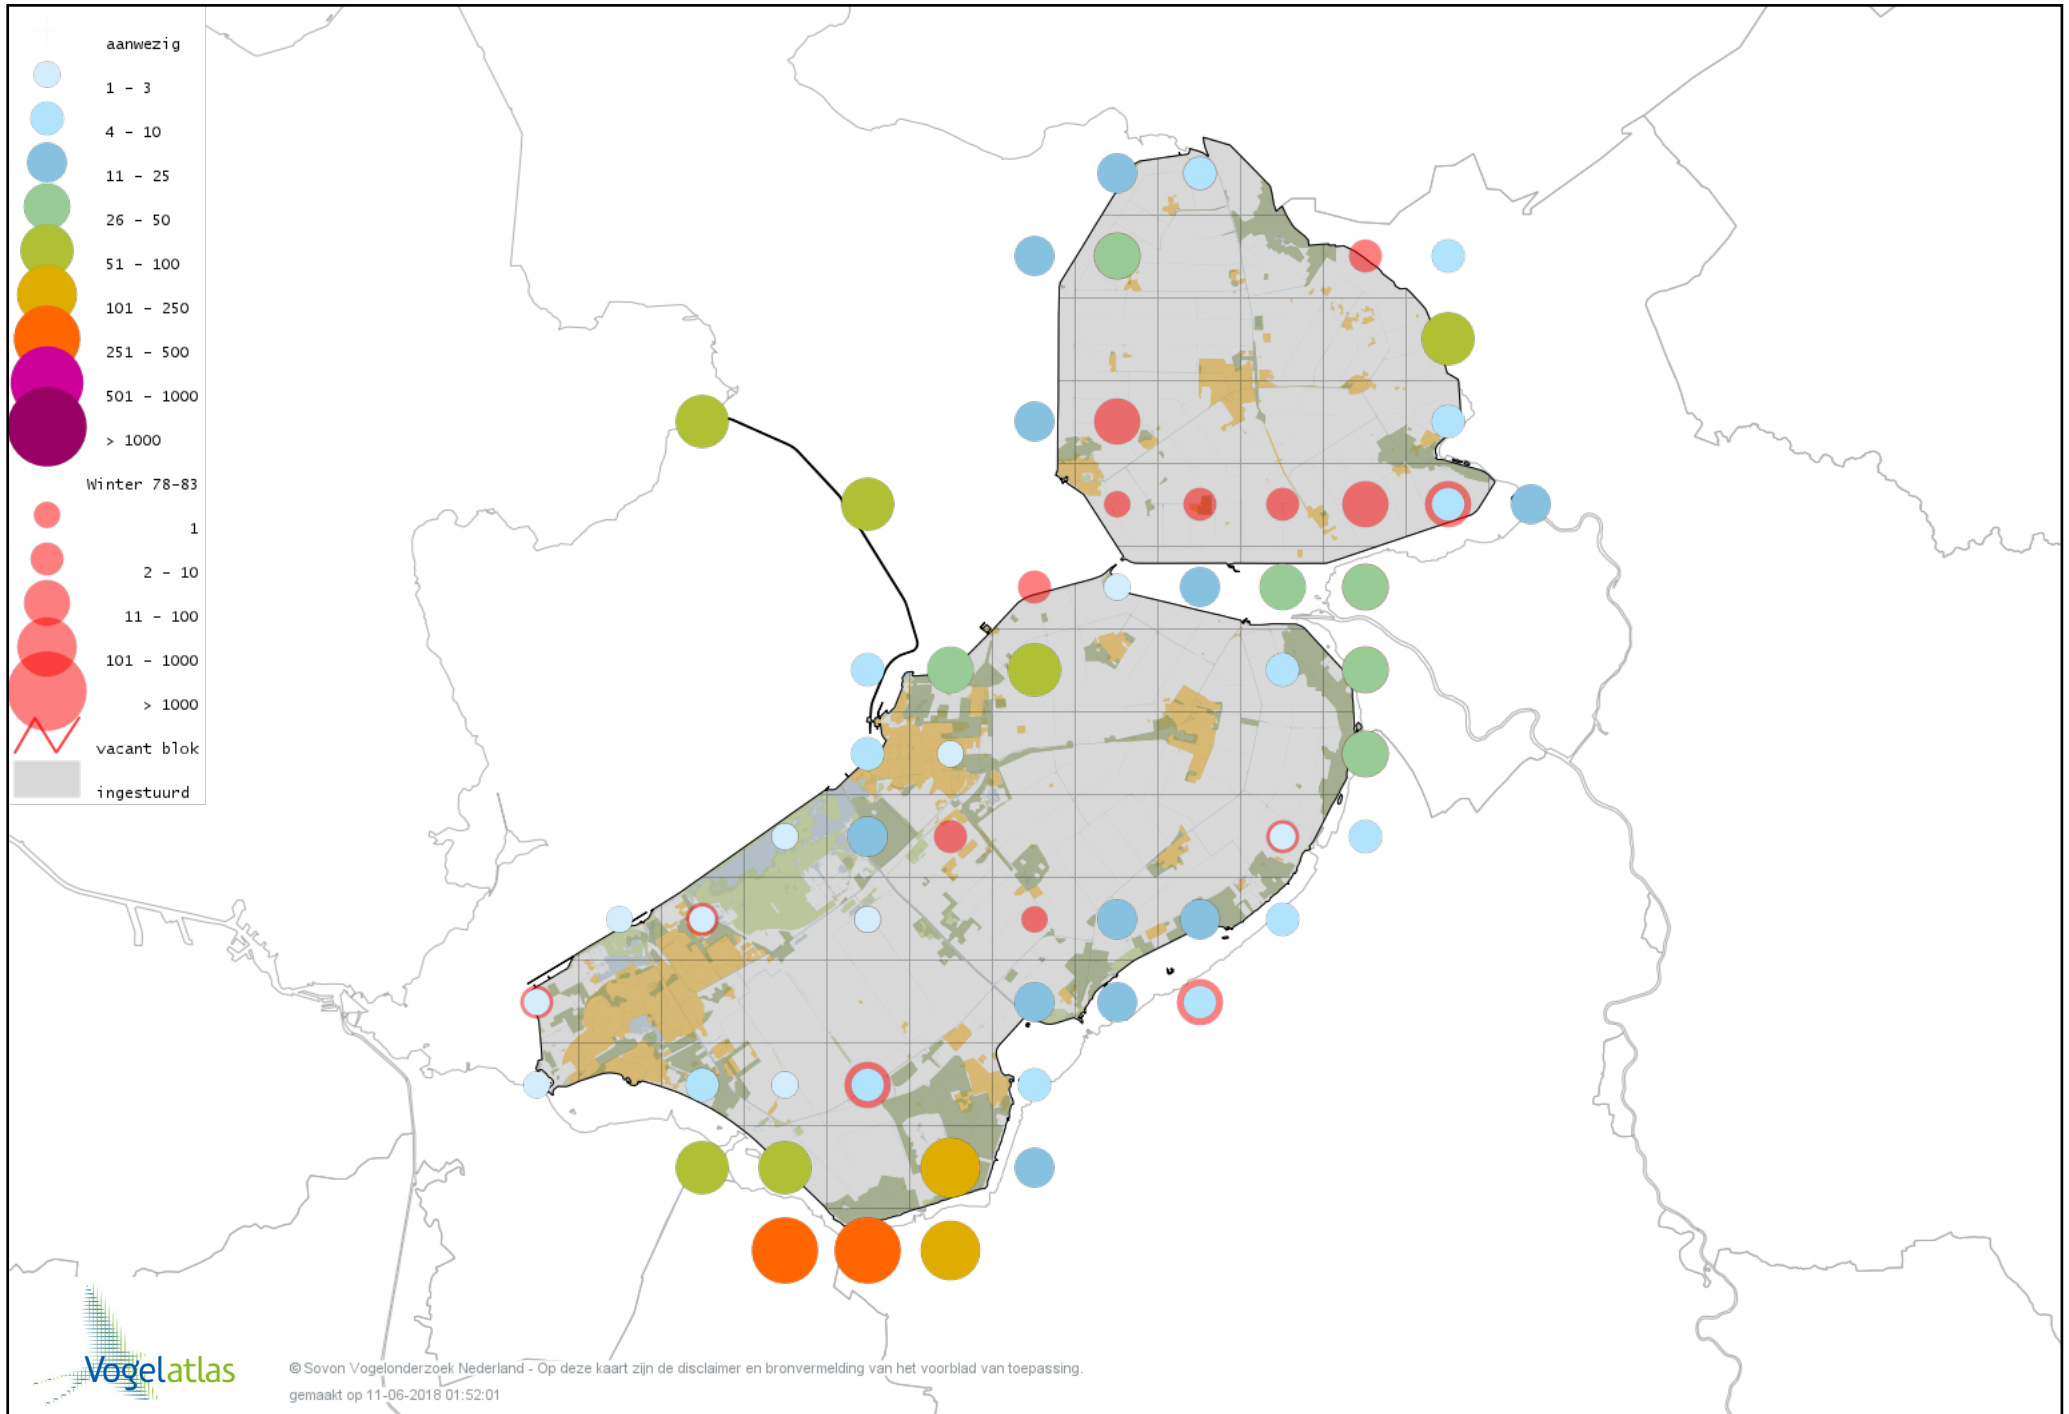 aanwezig
1 - 3
4 - 10
11 - 25
26 - 50
51 - 100
101 - 250
251 - 500
501 - 1000
> 1000
Winter 78-83
1
2 - 10
11 - 100
101 - 1000
> 1000
vacant blok
ingestuurd
Vogelatlas
© Sovon Vogelonderzoek Nederland - Op deze kaart zijn de disclaimer en bronvermelding van het voorblad van toepassing.
gemaakt op 11-06-2018 01:52:01